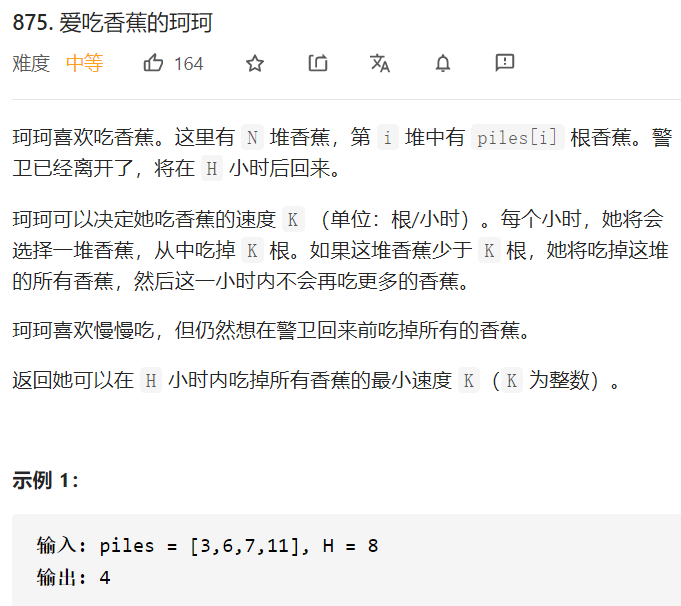 875. 爱吃香蕉的珂珂
难度 中等 164
珂珂喜欢吃香蕉。这里有 N 堆香蕉，第 i 堆中有 piles[i] 根香蕉。警
卫已经离开了，将在 H 小时后回来。
珂珂可以决定她吃香蕉的速度 K （单位：根/小时）。每个小时，她将会
选择一堆香蕉，从中吃掉 K 根。如果这堆香蕉少于 K 根，她将吃掉这堆
的所有香蕉，然后这一小时内不会再吃更多的香蕉。
珂珂喜欢慢慢吃，但仍然想在警卫回来前吃掉所有的香蕉。
返回她可以在 H 小时内吃掉所有香蕉的最小速度 K（K 为整数）。
示例 1：
输入: piles = [3,6,7,11], H = 8
输出: 4